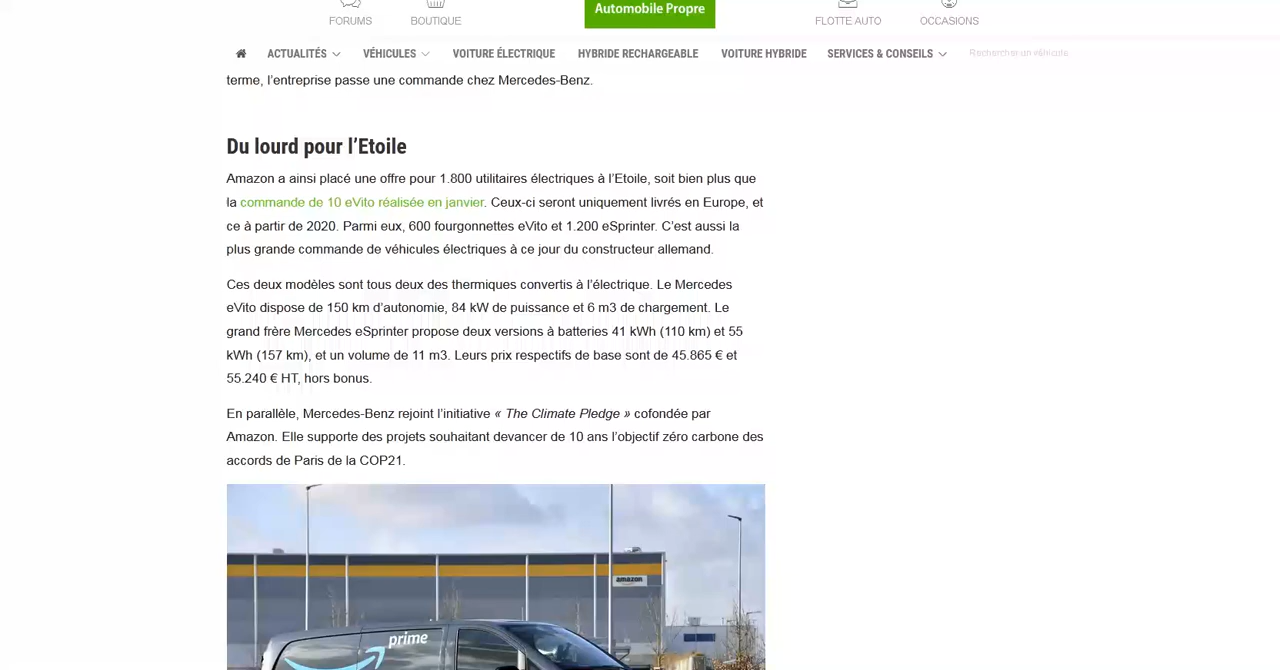 FORUMS
BOUTIQUE
Automobile Propre
FLOTTE AUTO
OCCASIONS
ACTUALITÉS
VÉHICULES
VOITURE ÉLECTRIQUE
HYBRIDE RECHARGEABLE
VOITURE HYBRIDE
SERVICES & CONSEILS
Rechercher un véhicule
terme, l’entreprise passe une commande chez Mercedes-Benz.
Du lourd pour l’Etoile
Amazon a ainsi placé une offre pour 1.800 utilitaires électriques à l’Etoile, soit bien plus que
la commande de 10 eVito réalisée en janvier. Ceux-ci seront uniquement livrés en Europe, et
ce à partir de 2020. Parmi eux, 600 fourgonnettes eVito et 1.200 eSprinter. C’est aussi la
plus grande commande de véhicules électriques à ce jour du constructeur allemand.
Ces deux modèles sont tous deux des thermiques convertis à l’électrique. Le Mercedes
eVito dispose de 150 km d’autonomie, 84 kW de puissance et 6 m3 de chargement. Le
grand frère Mercedes eSprinter propose deux versions à batteries 41 kWh (110 km) et 55
kWh (157 km), et un volume de 11 m3. Leurs prix respectifs de base sont de 45.865 € et
55.240 € HT, hors bonus.
En parallèle, Mercedes-Benz rejoint l’initiative « The Climate Pledge » cofondée par
Amazon. Elle supporte des projets souhaitant devancer de 10 ans l’objectif zéro carbone des
accords de Paris de la COP21.
amazon
prime